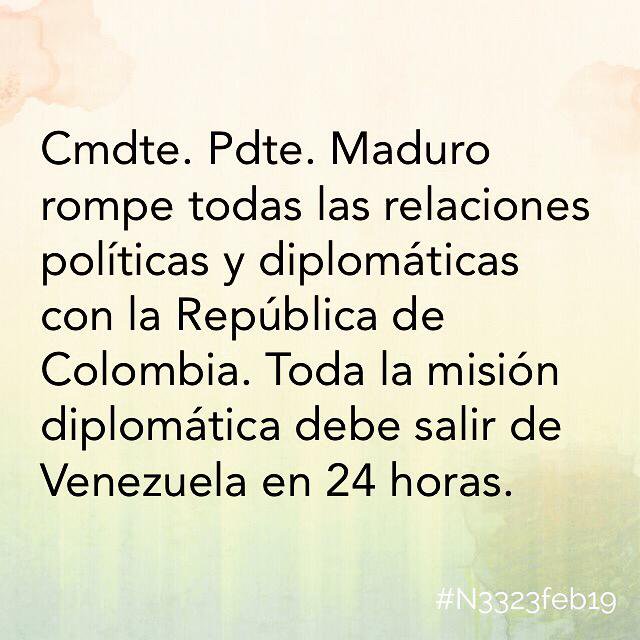 Cmdte. Pdte. Maduro
rompe todas las relaciones
políticas y diplomáticas
con la República de
Colombia. Toda la misión
diplomática debe salir de
Venezuela en 24 horas.
#N3323feb19